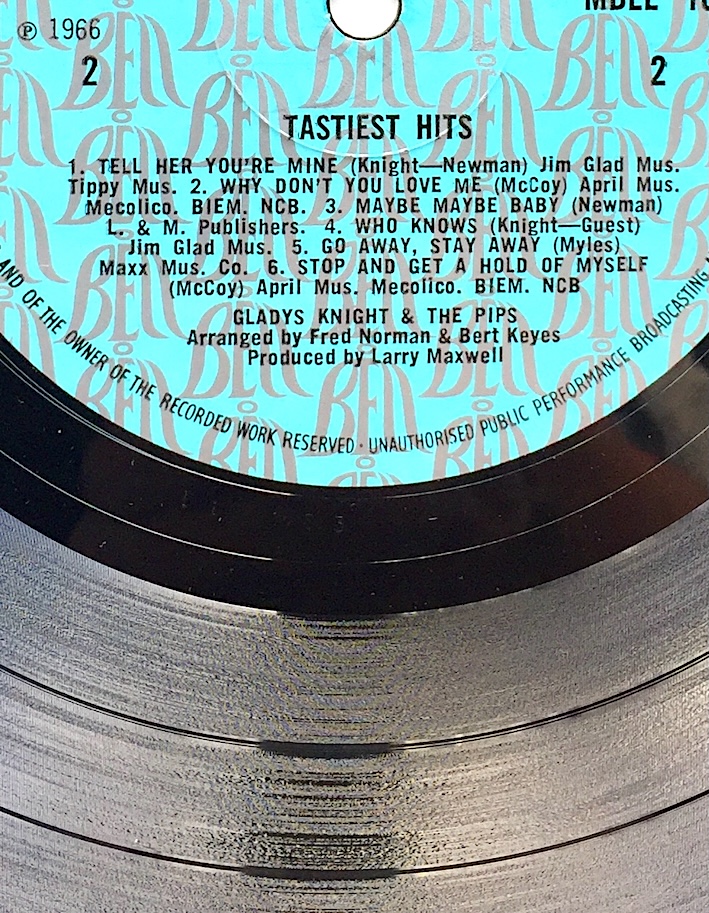 ℗ 1966
2
2
TASTIEST HITS
1. TELL HER YOU'RE MINE (Knight—Newman) Jim Glad Mus.
Tippy Mus. 2. WHY DON'T YOU LOVE ME (McCoy) April Mus.
Mecolico. BIEM. NCB. 3. MAYBE MAYBE BABY (Newman)
L. & M. Publishers. 4. WHO KNOWS (Knight—Guest)
Jim Glad Mus. 5. GO AWAY, STAY AWAY (Myles)
Maxx Mus. Co. 6. STOP AND GET A HOLD OF MYSELF
(McCoy) April Mus. Mecolico. BIEM. NCB
GLADYS KNIGHT & THE PIPS
Arranged by Fred Norman & Bert Keyes
Produced by Larry Maxwell
AND OF THE OWNER OF THE RECORDED WORK RESERVED · UNAUTHORISED PUBLIC PERFORMANCE BROADCASTING
BELL